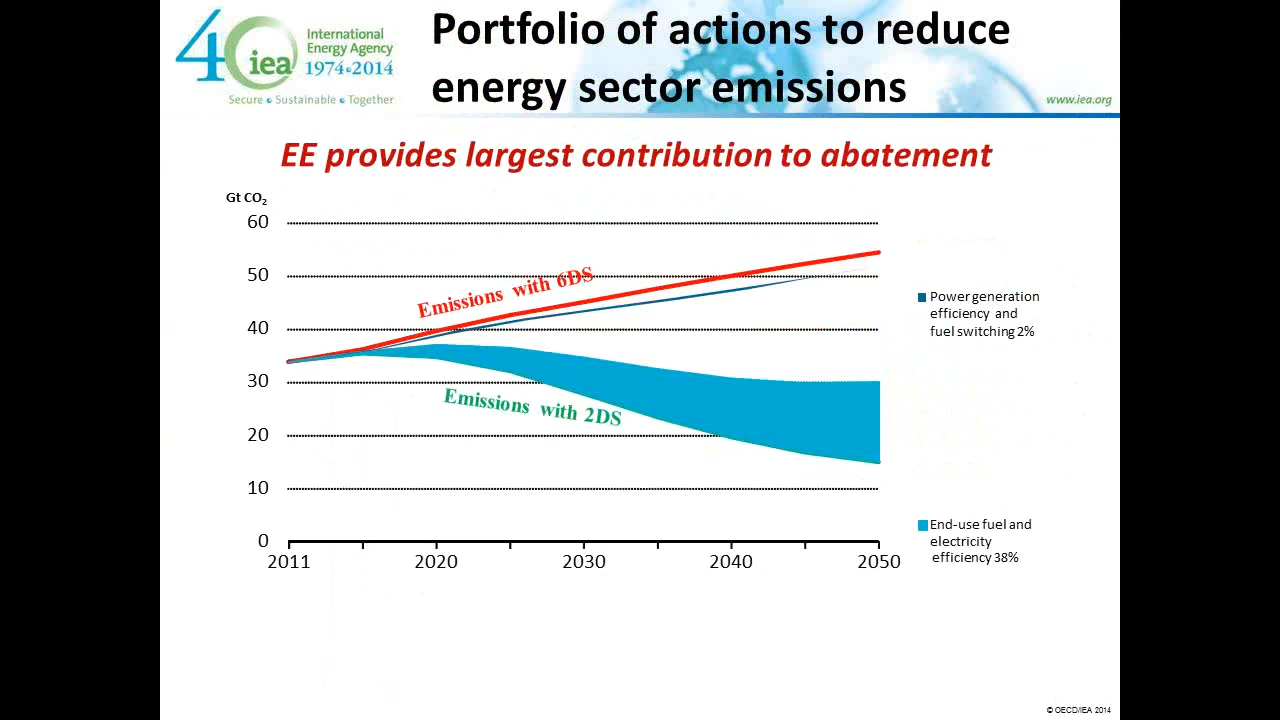 40 iea
International
Energy Agency
1974•2014
Secure • Sustainable • Together
Portfolio of actions to reduce
energy sector emissions
www.iea.org
EE provides largest contribution to abatement
Gt CO₂
60
50
40
30
20
10
0
Emissions with 6DS
Emissions with 2DS
2011
2020
2030
2040
2050
Power generation
efficiency and
fuel switching 2%
End-use fuel and
electricity
efficiency 38%
© OECD/IEA 2014